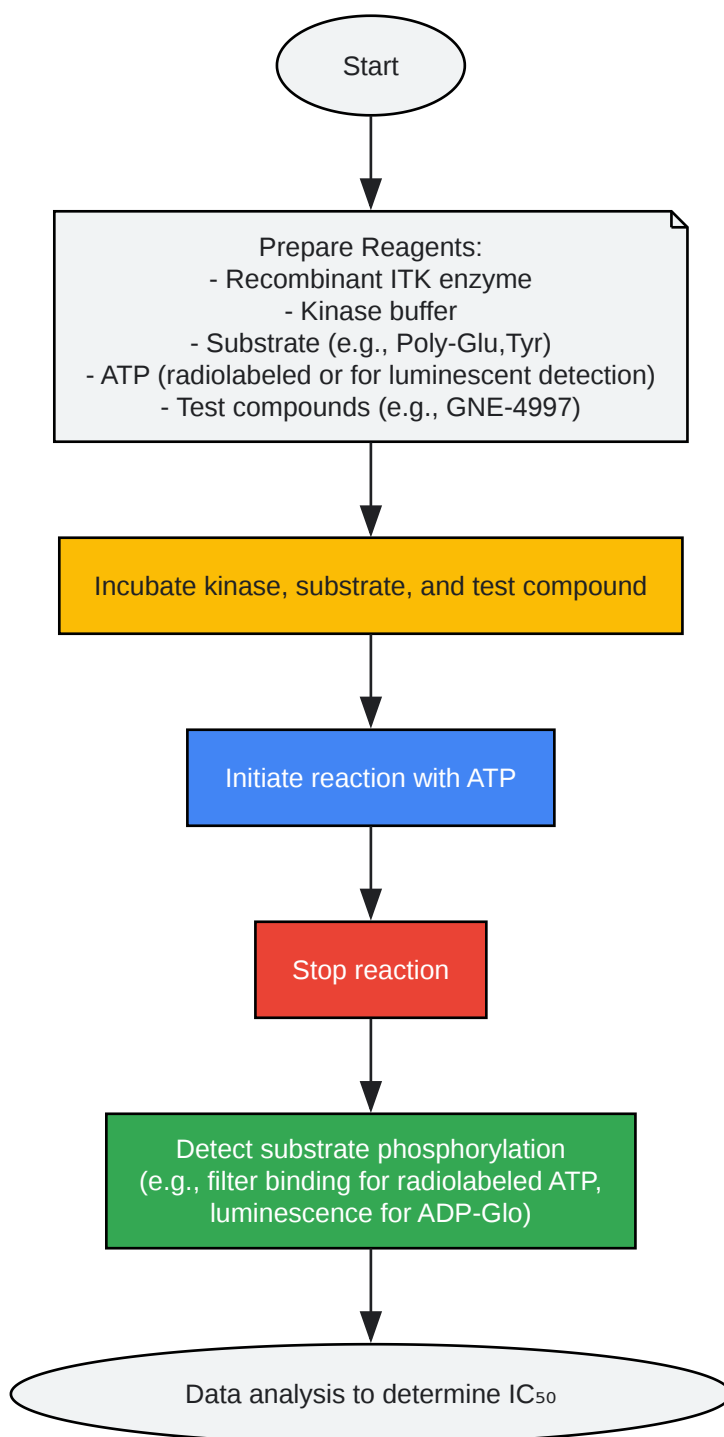 Start
Prepare Reagents:
- Recombinant ITK enzyme
- Kinase buffer
- Substrate (e.g., Poly-Glu,Tyr)
- ATP (radiolabeled or for luminescent detection)
- Test compounds (e.g., GNE-4997)
Incubate kinase, substrate, and test compound
Initiate reaction with ATP
Stop reaction
Detect substrate phosphorylation
(e.g., filter binding for radiolabeled ATP,
luminescence for ADP-Glo)
Data analysis to determine IC₅₀